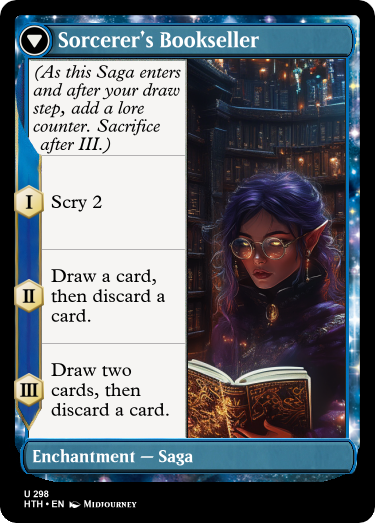 Sorcerer's Bookseller
(As this Saga enters
and after your draw
step, add a lore
counter. Sacrifice
after III.)
I
Scry 2
II
Draw a card,
then discard a
card.
III
Draw two
cards, then
discard a card.
Enchantment — Saga
U 298
HTH • EN MIDJOURNEY